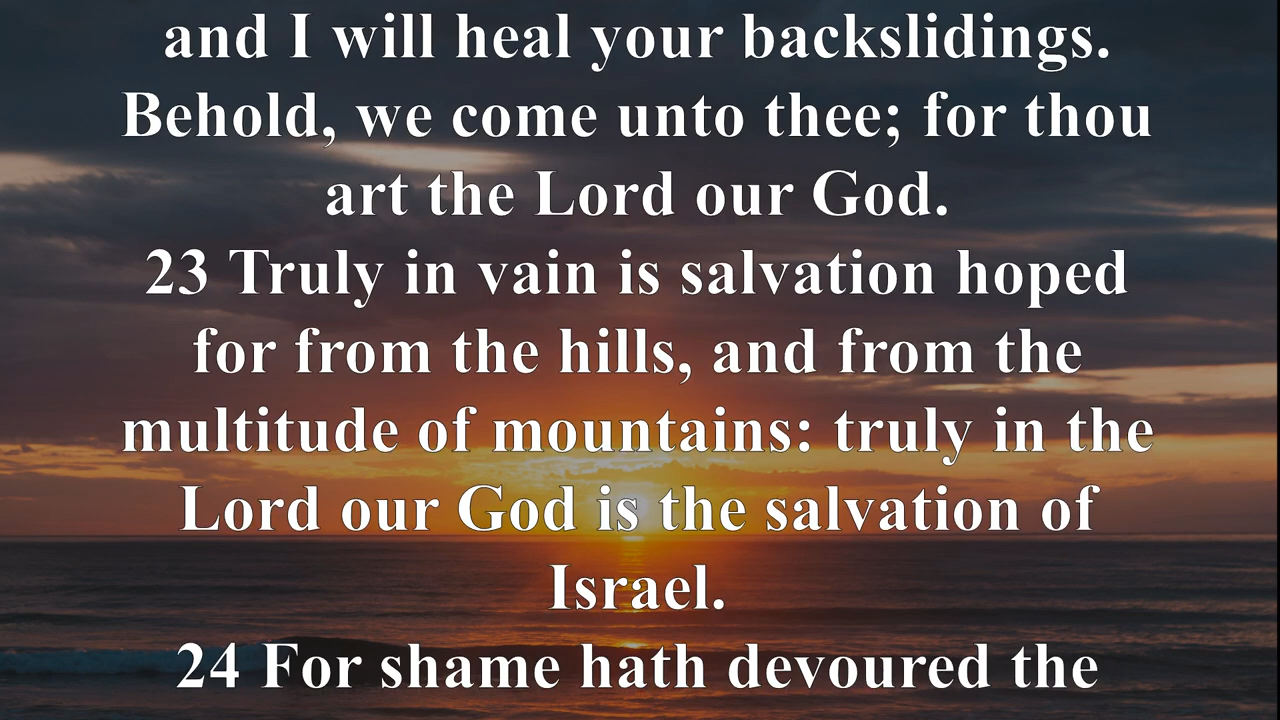 and I will heal your backslidings.
Behold, we come unto thee; for thou
art the Lord our God.
23 Truly in vain is salvation hoped
for from the hills, and from the
multitude of mountains: truly in the
Lord our God is the salvation of
Israel.
24 For shame hath devoured the